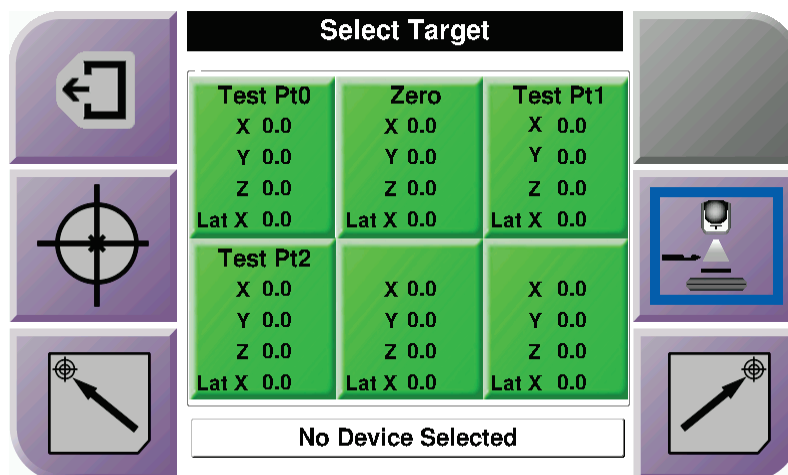 Select Target
Test Pt0 Zero Test Pt1
X 0.0 X 0.0 X 0.0
Y 0.0 Y 0.0 Y 0.0
Z 0.0 Z 0.0 Z 0.0
Lat X 0.0 Lat X 0.0 Lat X 0.0
Test Pt2
X 0.0 X 0.0 X 0.0
Y 0.0 Y 0.0 Y 0.0
Z 0.0 Z 0.0 Z 0.0
Lat X 0.0 Lat X 0.0 Lat X 0.0
No Device Selected